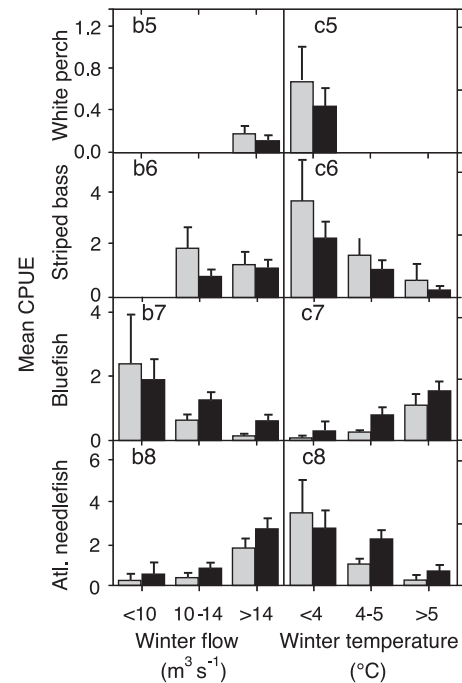 b5 c5
1.2
0.8
0.4
0.0
White perch
b6 c6
4
2
0
Striped bass
b7 c7
4
2
0
Bluefish
b8 c8
6
4
2
0
Atl. needlefish
Mean CPUE
<10 10-14 >14 <4 4-5 >5
Winter flow Winter temperature
(m³ s⁻¹) (°C)